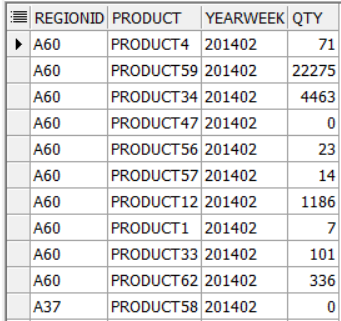 REGIONID PRODUCT YEARWEEK QTY
A60 PRODUCT4 201402 71
A60 PRODUCT59 201402 22275
A60 PRODUCT34 201402 4463
A60 PRODUCT47 201402 0
A60 PRODUCT56 201402 23
A60 PRODUCT57 201402 14
A60 PRODUCT12 201402 1186
A60 PRODUCT1 201402 7
A60 PRODUCT33 201402 101
A60 PRODUCT62 201402 336
A37 PRODUCT58 201402 0